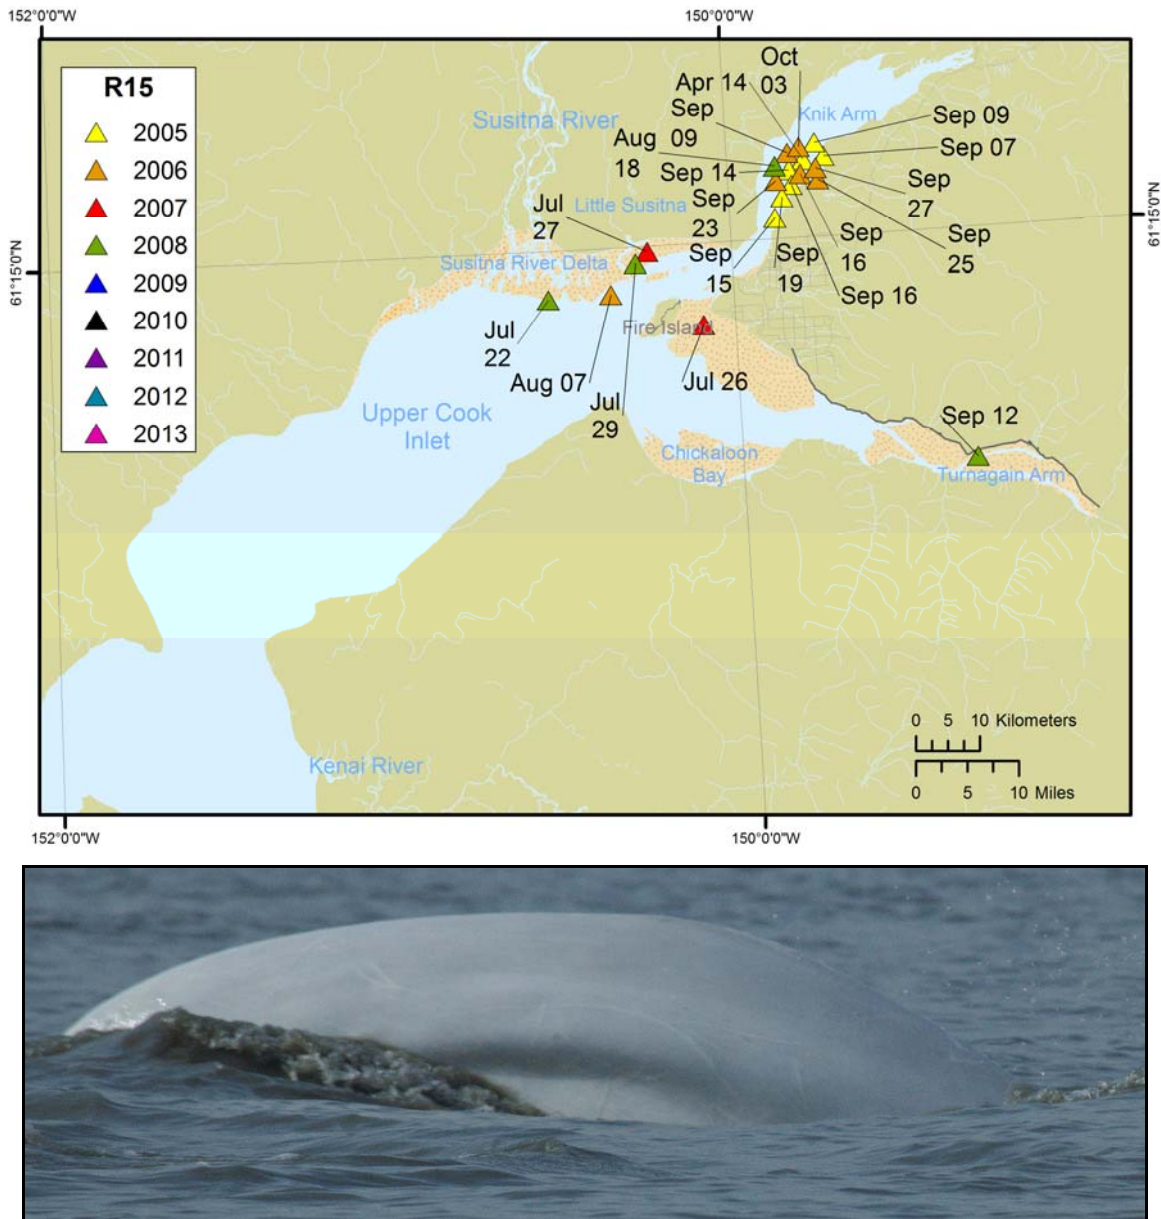 152°0'0"W
150°0'0"W
R15
2005
2006
2007
2008
2009
2010
2011
2012
2013
Oct
03
Apr 14
Sep
09
Aug
18
Sep 14
Sep
23
Sep
15
Sep
19
Sep 09
Sep 07
Sep
27
Sep
25
Sep
16
Sep 16
Jul
27
Jul
22
Aug 07
Jul
29
Jul 26
Sep 12
Susitna River
Knik Arm
Little Susitna
Susitna River Delta
Fire Island
Upper Cook
Inlet
Chickaloon
Bay
Turnagain Arm
Kenai River
61°15'0"N
61°15'0"N
0 5 10 Kilometers
0 5 10 Miles
152°0'0"W
150°0'0"W